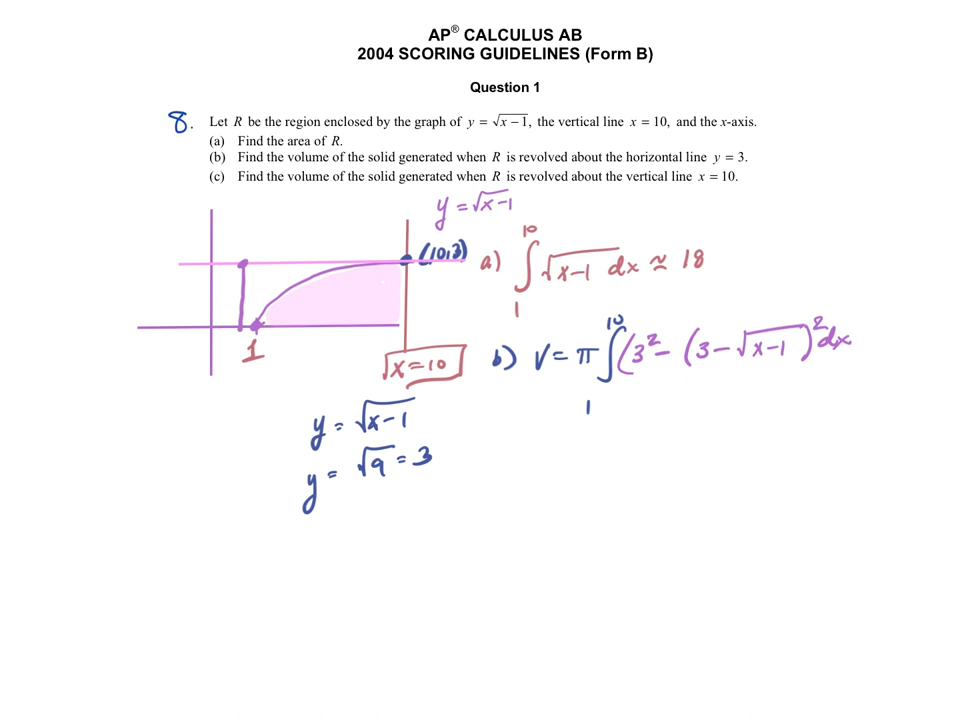 AP® CALCULUS AB
2004 SCORING GUIDELINES (Form B)
Question 1
8. Let R be the region enclosed by the graph of y = √(x − 1), the vertical line x = 10, and the x-axis.
(a) Find the area of R.
(b) Find the volume of the solid generated when R is revolved about the horizontal line y = 3.
(c) Find the volume of the solid generated when R is revolved about the vertical line x = 10.
y = √(x-1)
(10,3)
a) ∫₁¹⁰ √(x-1) dx ≈ 18
1
x = 10
b) V = π ∫₁¹⁰ (3² - (3 - √(x-1))² dx
y = √(x-1)
y = √9 = 3